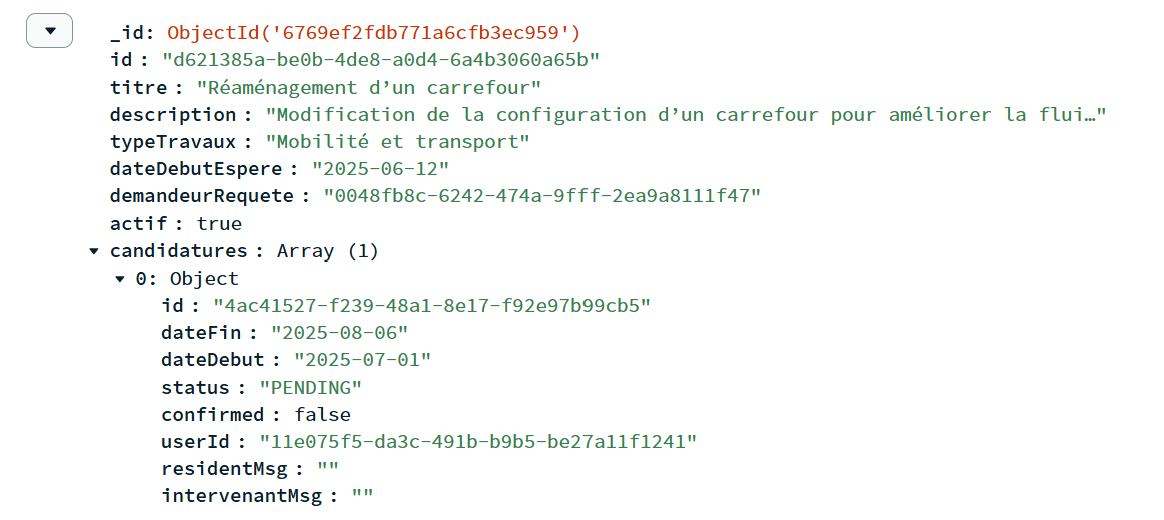 _id: ObjectId('6769ef2fdb771a6cfb3ec959')
id : "d621385a-be0b-4de8-a0d4-6a4b3060a65b"
titre : "Réaménagement d’un carrefour"
description : "Modification de la configuration d’un carrefour pour améliorer la flui…"
typeTravaux : "Mobilité et transport"
dateDebutEspere : "2025-06-12"
demandeurRequete : "0048fb8c-6242-474a-9fff-2ea9a8111f47"
actif : true
candidatures : Array (1)
0: Object
id : "4ac41527-f239-48a1-8e17-f92e97b99cb5"
dateFin : "2025-08-06"
dateDebut : "2025-07-01"
status : "PENDING"
confirmed : false
userId : "11e075f5-da3c-491b-b9b5-be27a11f1241"
residentMsg : ""
intervenantMsg : ""